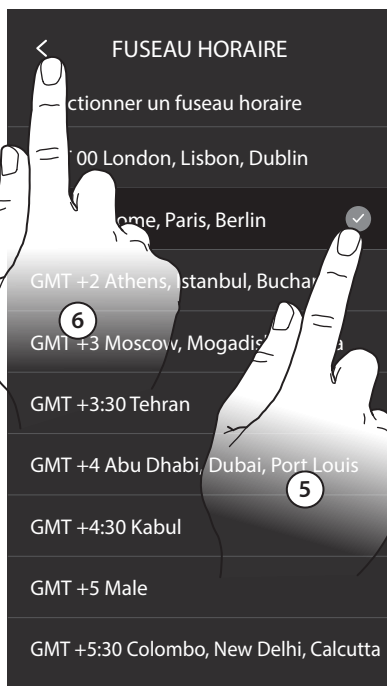 FUSEAU HORAIRE
ctionner un fuseau horaire
00 London, Lisbon, Dublin
ome, Paris, Berlin
GMT +2 Athens, Istanbul, Buchar
6
GMT +3 Moscow, Mogadis
GMT +3:30 Tehran
GMT +4 Abu Dhabi, Dubai, Port Louis
5
GMT +4:30 Kabul
GMT +5 Male
GMT +5:30 Colombo, New Delhi, Calcutta